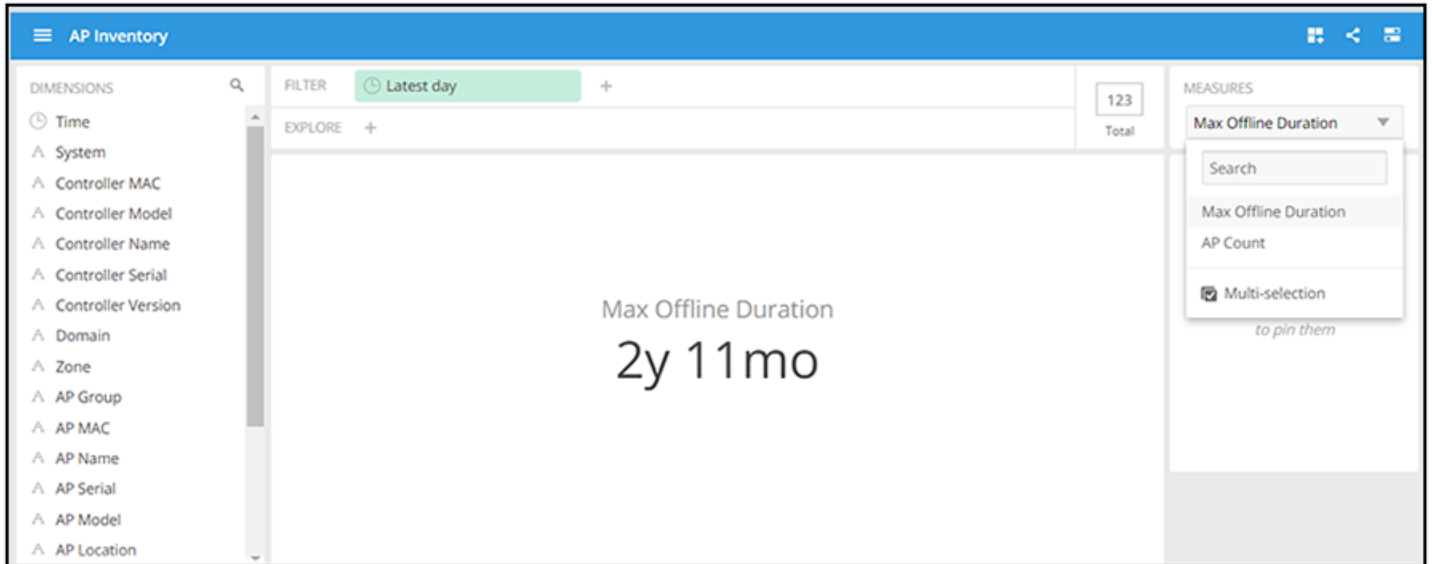 AP Inventory
DIMENSIONS
Time
System
Controller MAC
Controller Model
Controller Name
Controller Serial
Controller Version
Domain
Zone
AP Group
AP MAC
AP Name
AP Serial
AP Model
AP Location
FILTER
Latest day
EXPLORE
123
Total
Max Offline Duration
2y 11mo
MEASURES
Max Offline Duration
Search
Max Offline Duration
AP Count
Multi-selection
to pin them